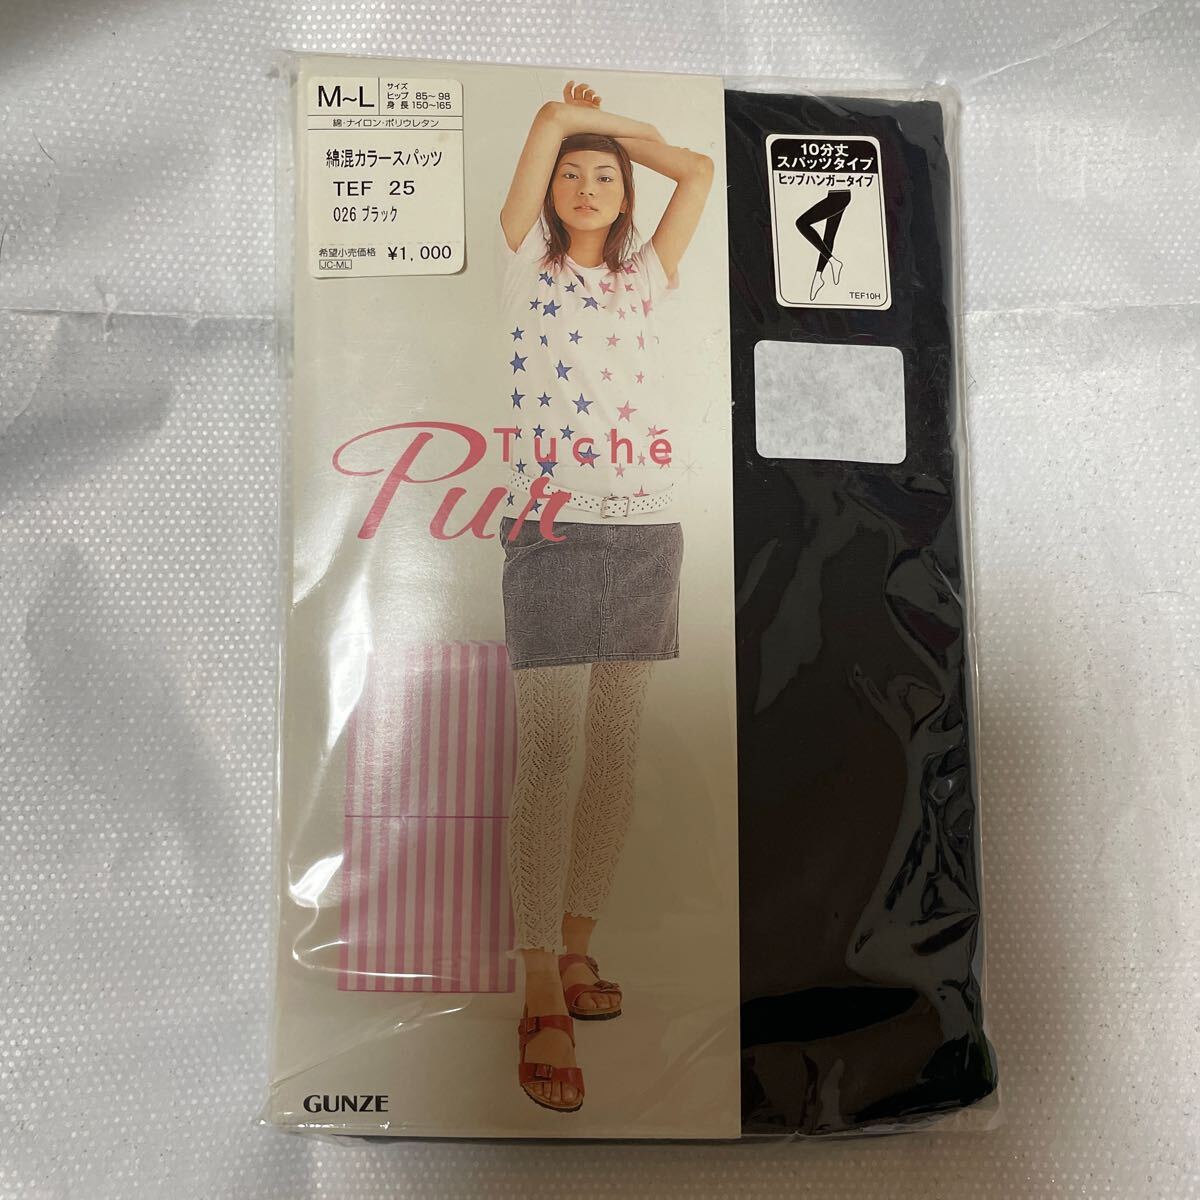 M~L
サイズ
ヒップ 85~98
身長 150~165
綿・ナイロン・ポリウレタン
綿混カラースパッツ
TEF 25
026 ブラック
希望小売価格 ¥1,000
JC-ML
10分丈
スパッツタイプ
ヒップハンガータイプ
TEF10H
Tuché
Pur
GUNZE